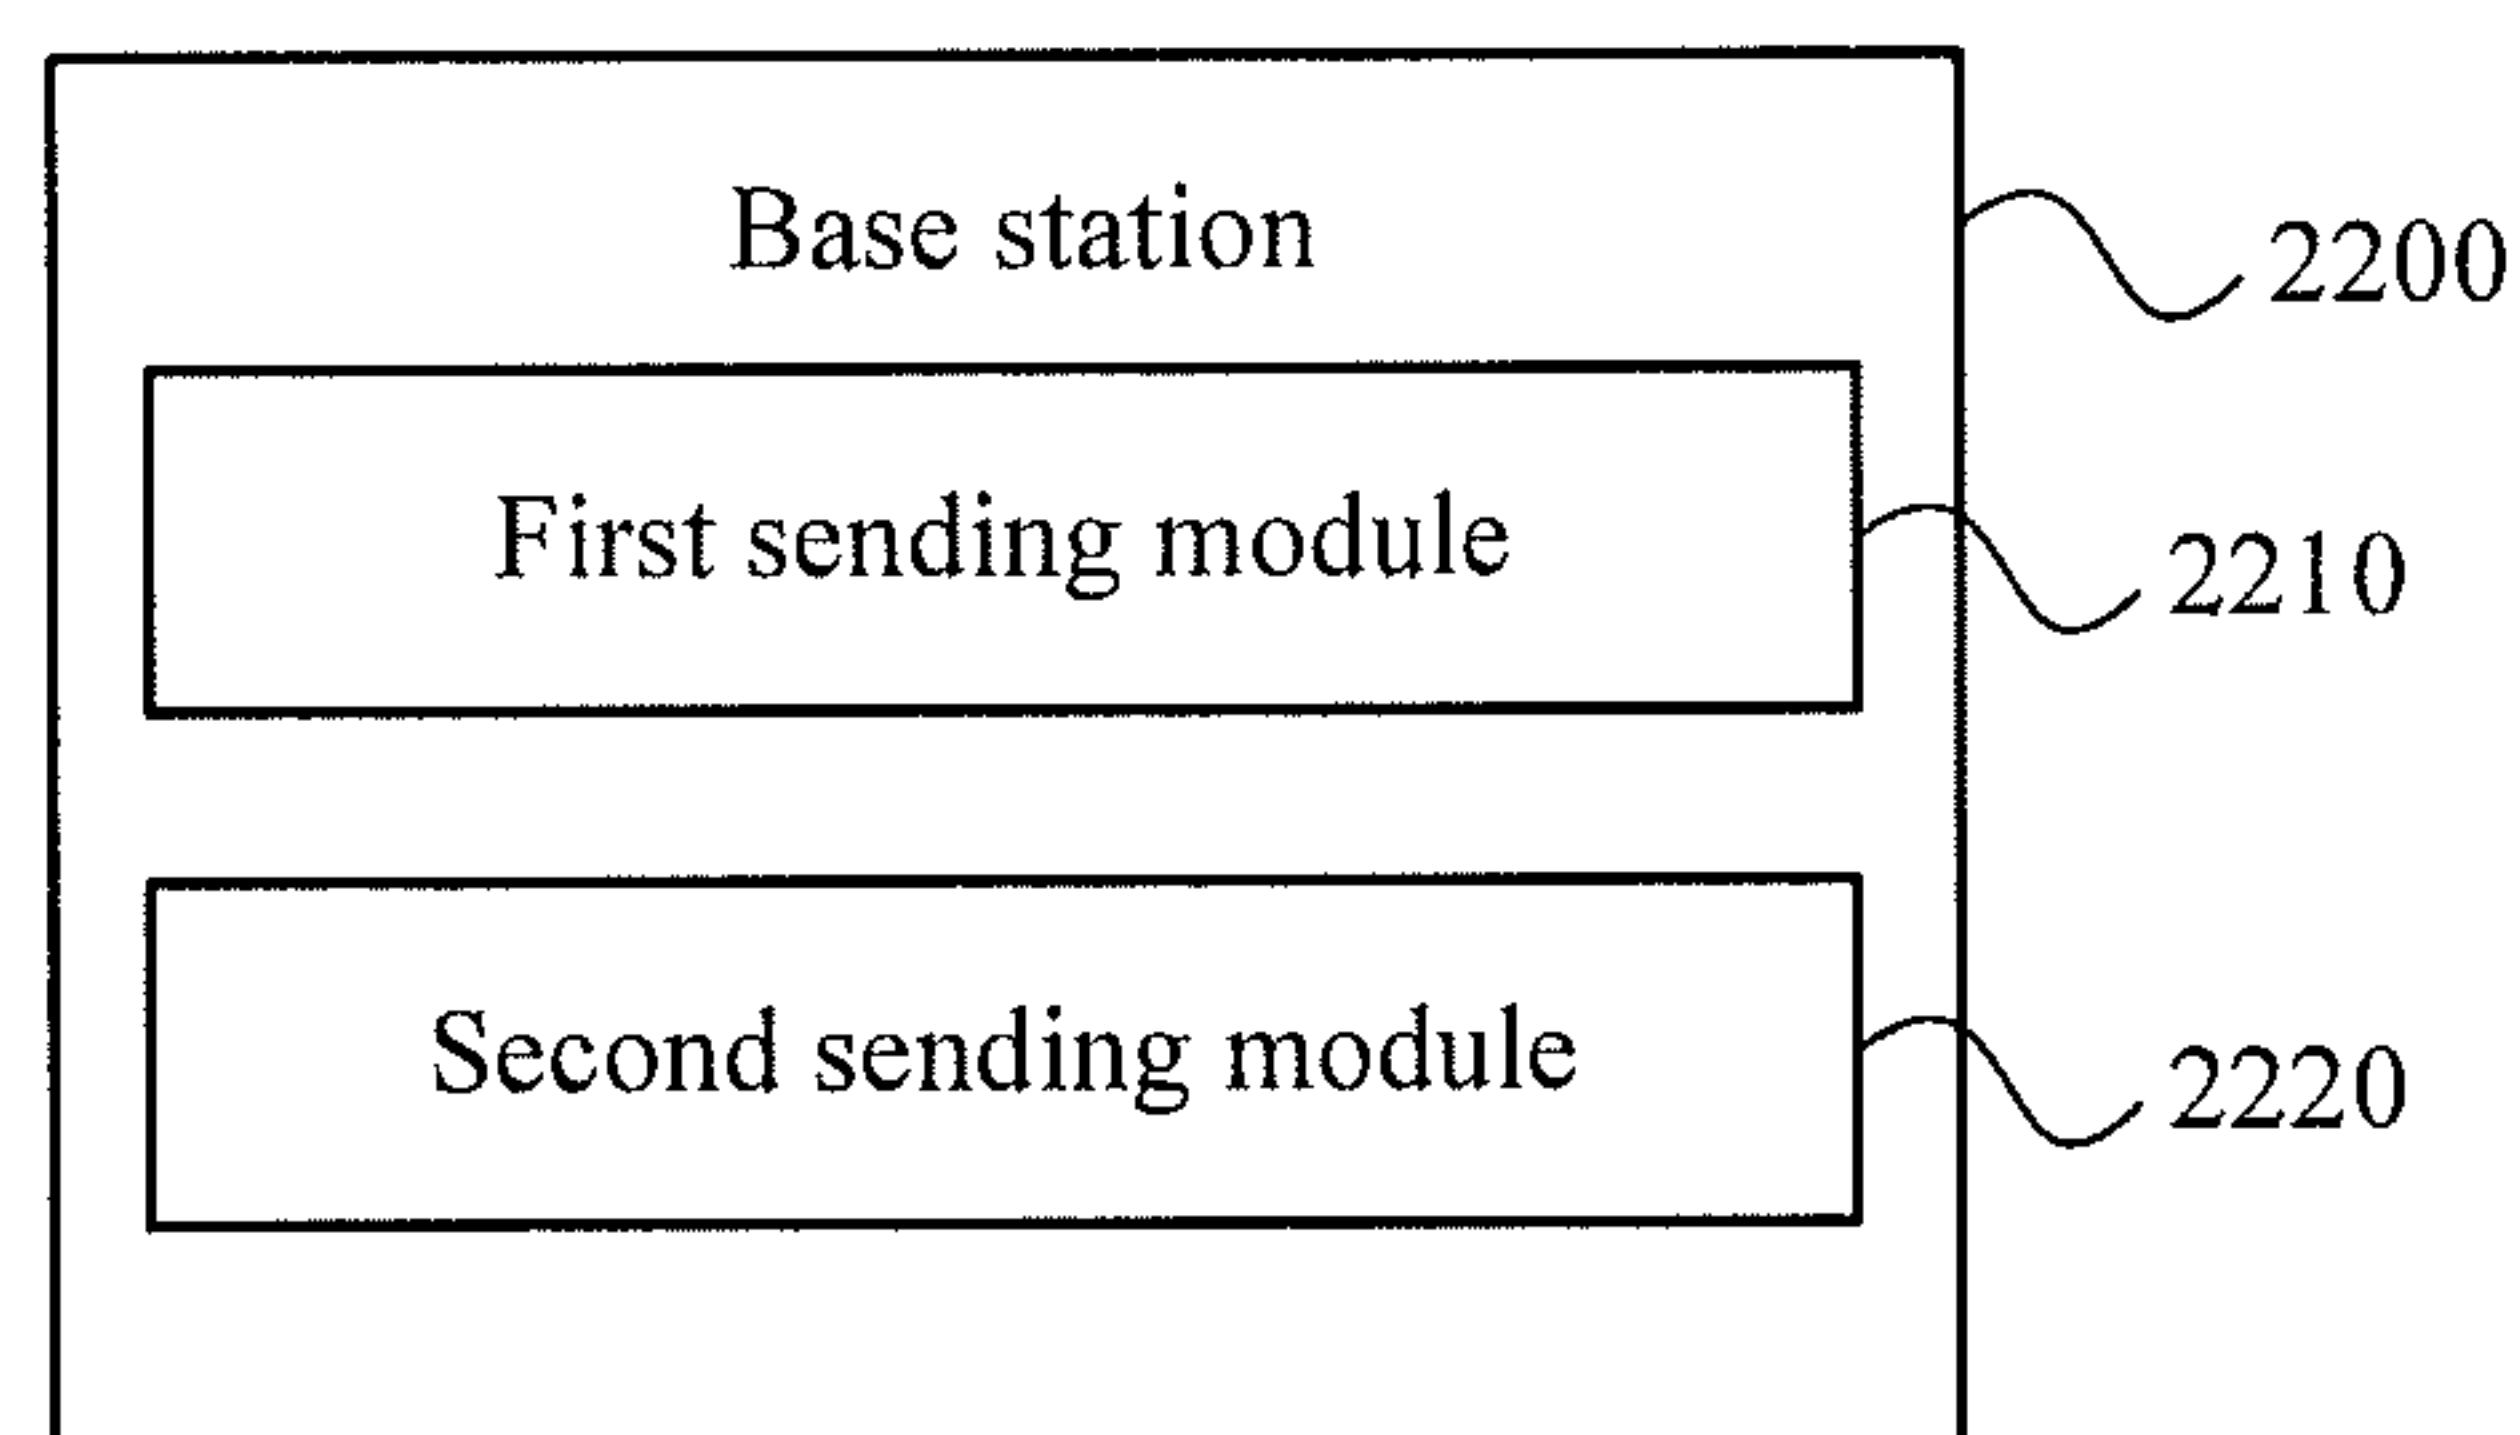 Base station
2200
First sending module
2210
Second sending module
2220